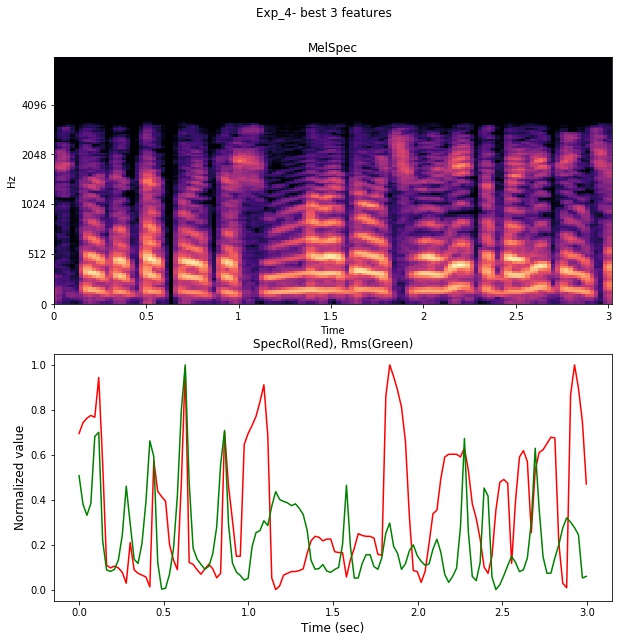 Exp_4- best 3 features
MelSpec
4096
2048
1024
512
0
Hz
0 0.5 1 1.5 2 2.5 3
Time
SpecRol(Red), Rms(Green)
1.0
0.8
0.6
0.4
0.2
0.0
Normalized value
0.0 0.5 1.0 1.5 2.0 2.5 3.0
Time (sec)